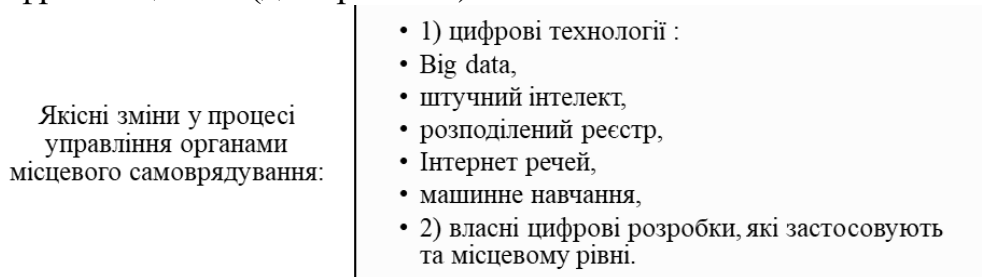 Якісні зміни у процесі
управління органами
місцевого самоврядування:
• 1) цифрові технології :
• Big data,
• штучний інтелект,
• розподілений реєстр,
• Інтернет речей,
• машинне навчання,
• 2) власні цифрові розробки, які застосовують
та місцевому рівні.